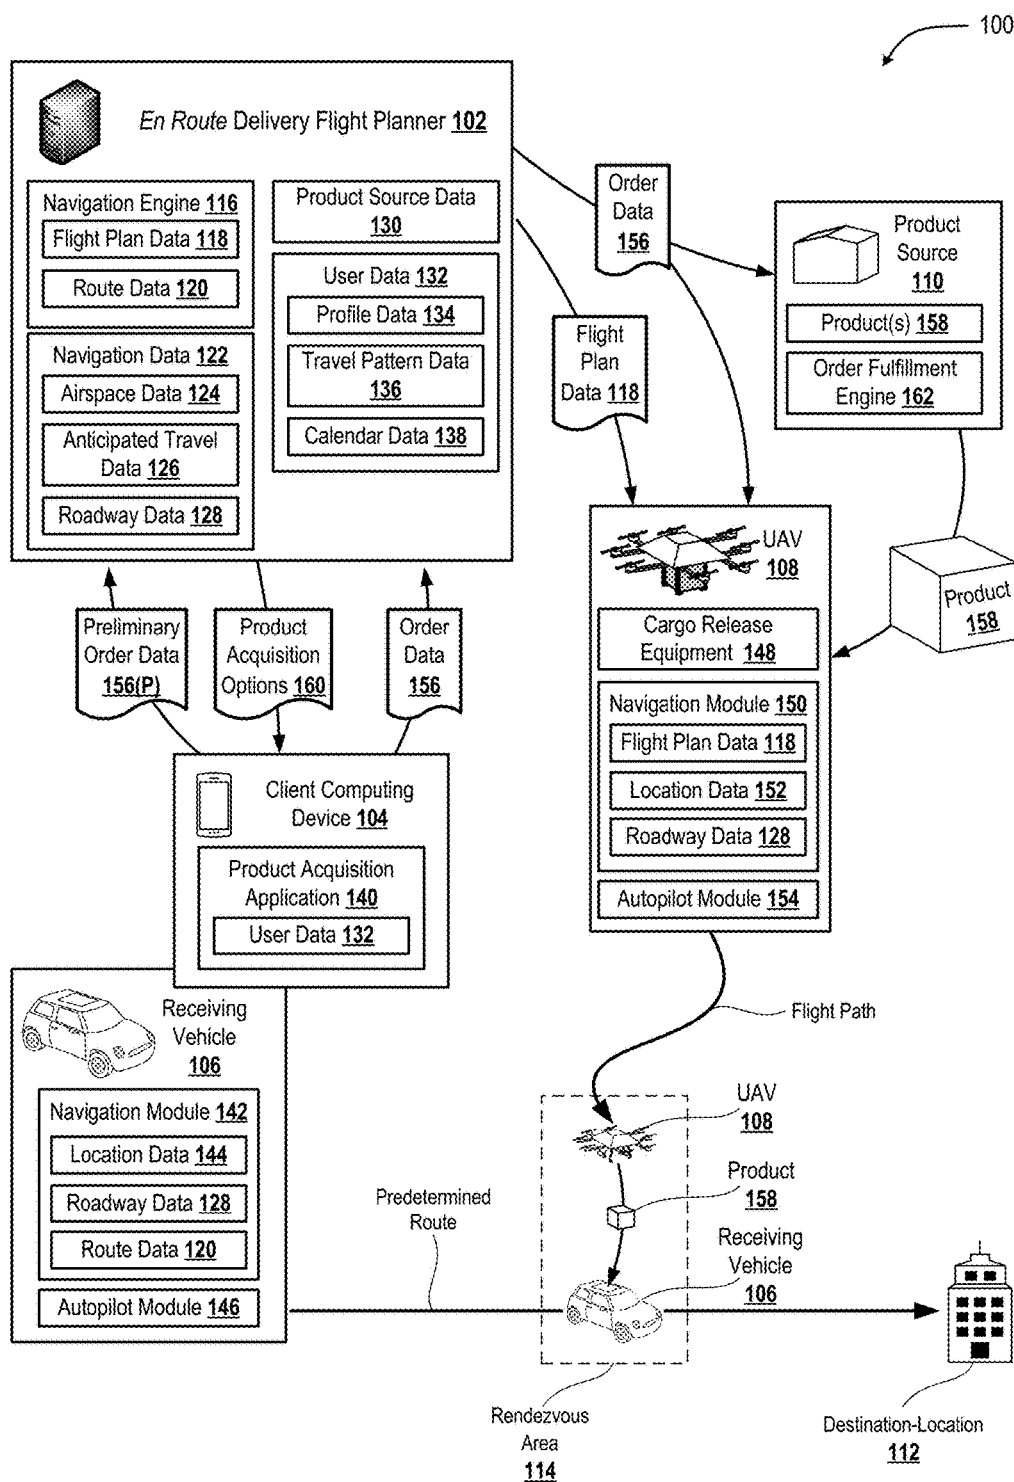 100
En Route Delivery Flight Planner 102
Navigation Engine 116
Flight Plan Data 118
Route Data 120
Navigation Data 122
Airspace Data 124
Anticipated Travel
Data 126
Roadway Data 128
Product Source Data
130
User Data 132
Profile Data 134
Travel Pattern Data
136
Calendar Data 138
Order
Data
156
Flight
Plan
Data 118
Product
Source
110
Product(s) 158
Order Fulfillment
Engine 162
UAV
108
Cargo Release
Equipment 148
Navigation Module 150
Flight Plan Data 118
Location Data 152
Roadway Data 128
Autopilot Module 154
Product
158
Preliminary
Order Data
156(P)
Product
Acquisition
Options 160
Order
Data
156
Client Computing
Device 104
Product Acquisition
Application 140
User Data 132
Receiving
Vehicle
106
Navigation Module 142
Location Data 144
Roadway Data 128
Route Data 120
Autopilot Module 146
Flight Path
Predetermined
Route
UAV
108
Product
158
Receiving
Vehicle
106
Rendezvous
Area
114
Destination-Location
112